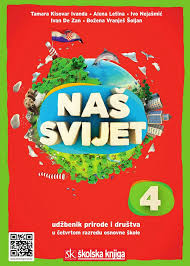 Tamara Kisovar Ivanda - Alena Letina - Ivo Nejašmić
Ivan De Zan - Božena Vranješ Šoljan
NAŠ
SVIJET
4
udžbenik prirode i društva
u četvrtom razredu osnovne škole
šk školska knjiga